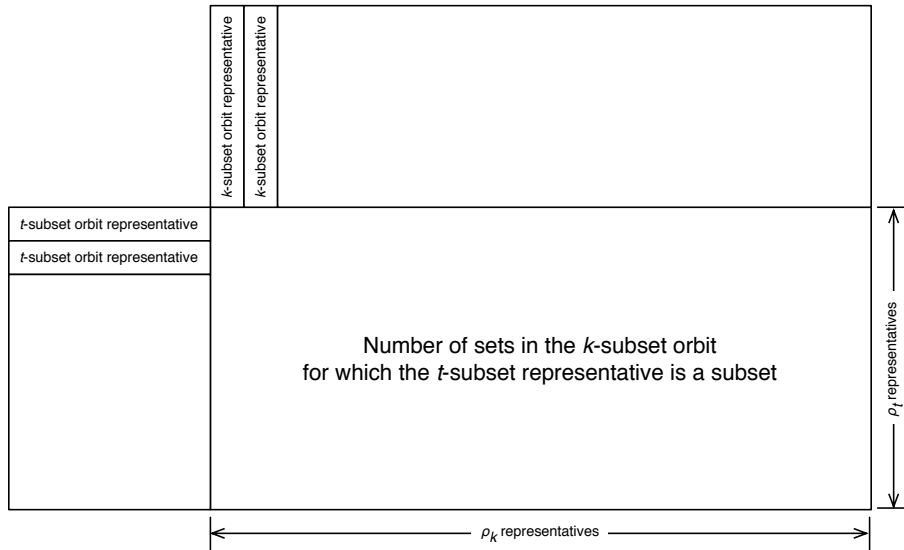 k-subset orbit representative
k-subset orbit representative
t-subset orbit representative
t-subset orbit representative
Number of sets in the k-subset orbit
for which the t-subset representative is a subset
ρt representatives
ρk representatives